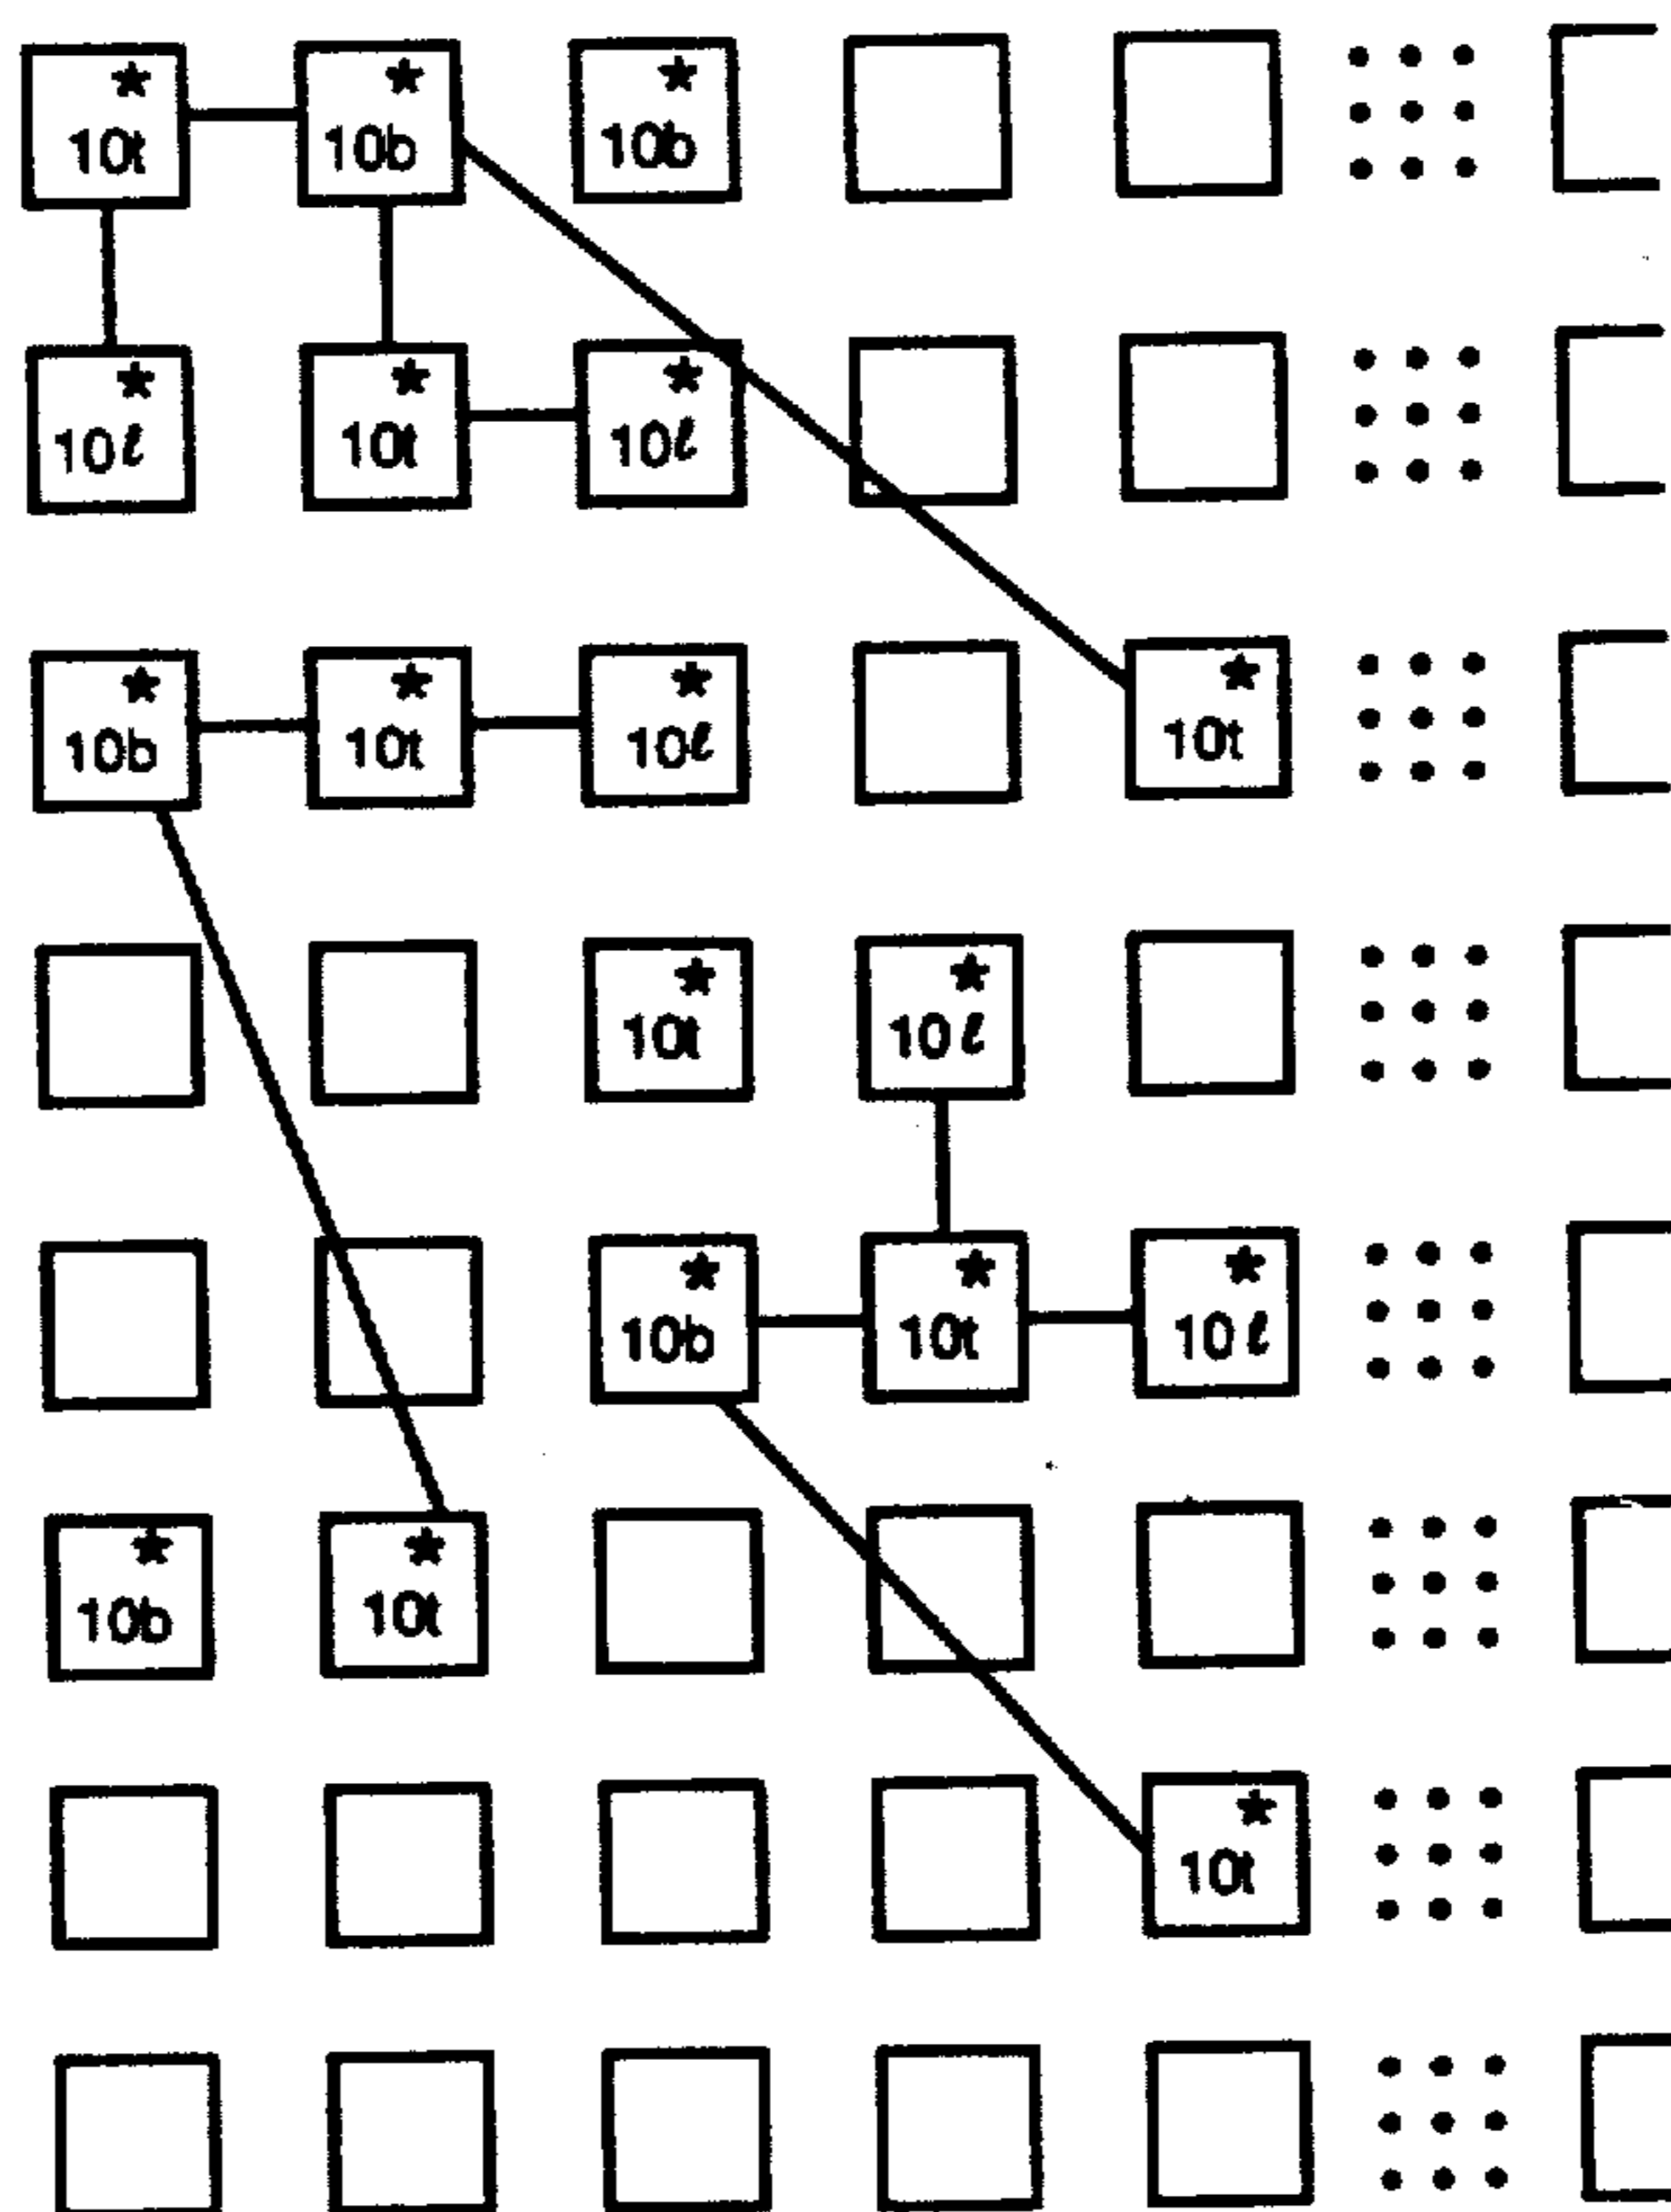 * * *
10t 10b 10b
* * *
10ℓ 10t 10ℓ
* * * *
10b 10t 10ℓ 10t
* *
10t 10ℓ
* * *
10b 10t 10ℓ
* *
10b 10t
*
10t